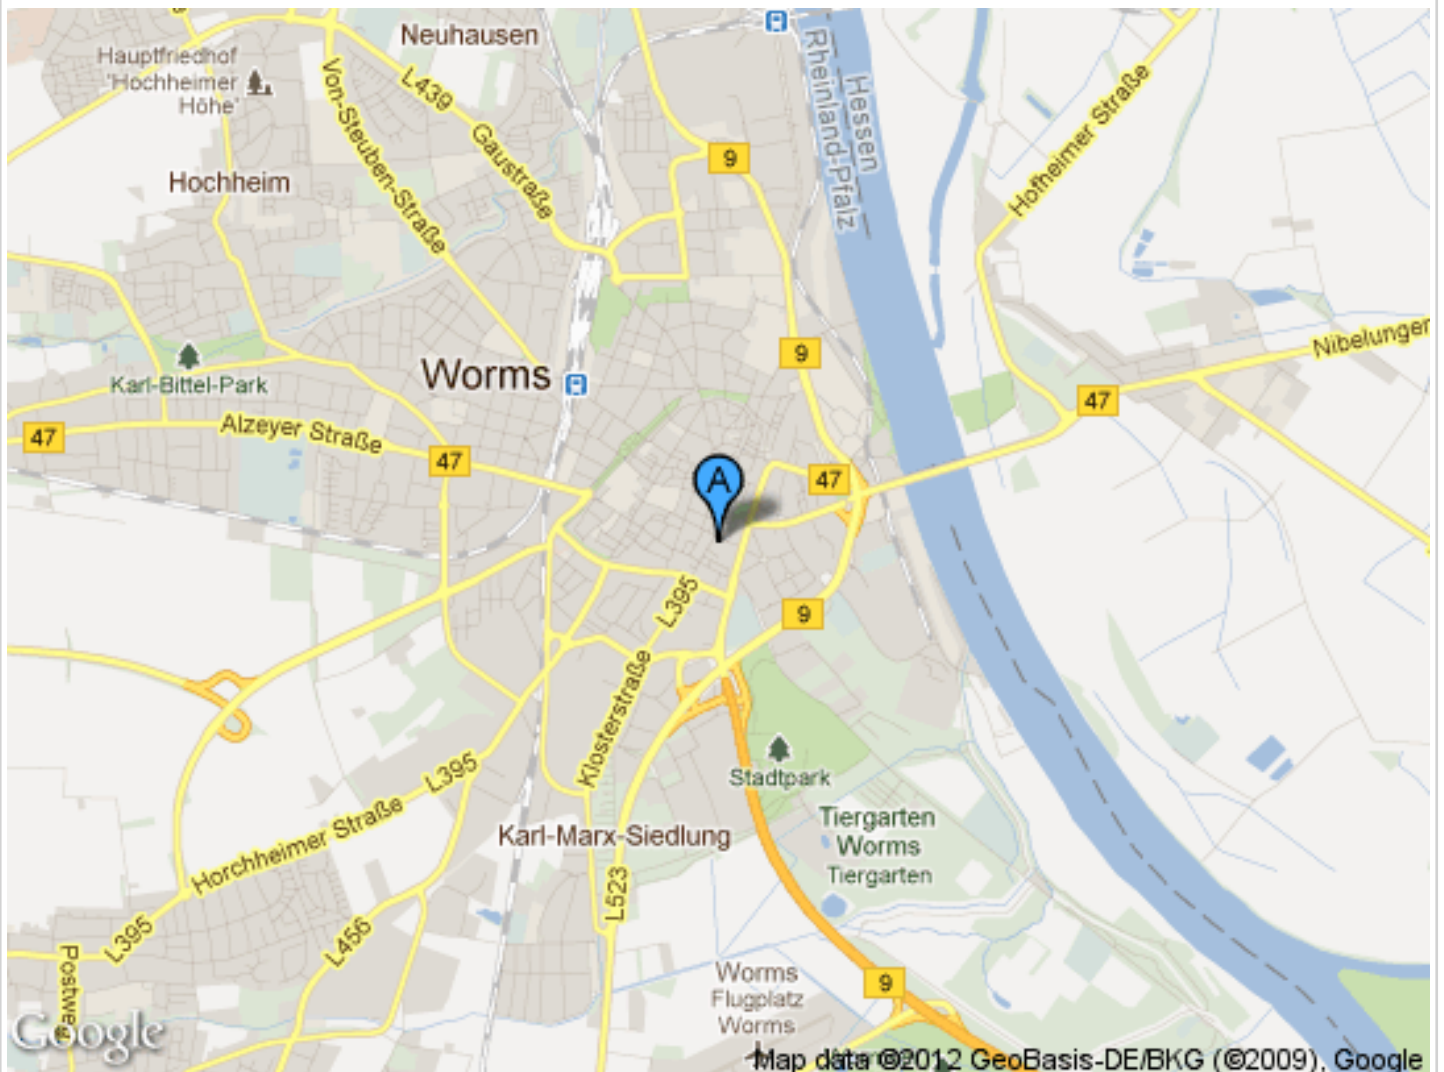 Neuhausen
Hauptfriedhof
'Hochheimer
Höhe'
L439
Von-Steuben-Straße
Gaustraße
Hochheim
9
Hessen
Rheinland-Pfalz
Hofheimer Straße
9
Nibelungen
Worms
Karl-Bittel-Park
47
Alzeyer Straße
47
47
47
A
L395
9
Klosterstraße
Stadtpark
L395
Horchheimer Straße
Karl-Marx-Siedlung
Tiergarten
Worms
Tiergarten
L523
L395
L456
Postweg
Worms
Flugplatz
Worms
9
Google
Map data ©2012 GeoBasis-DE/BKG (©2009), Google